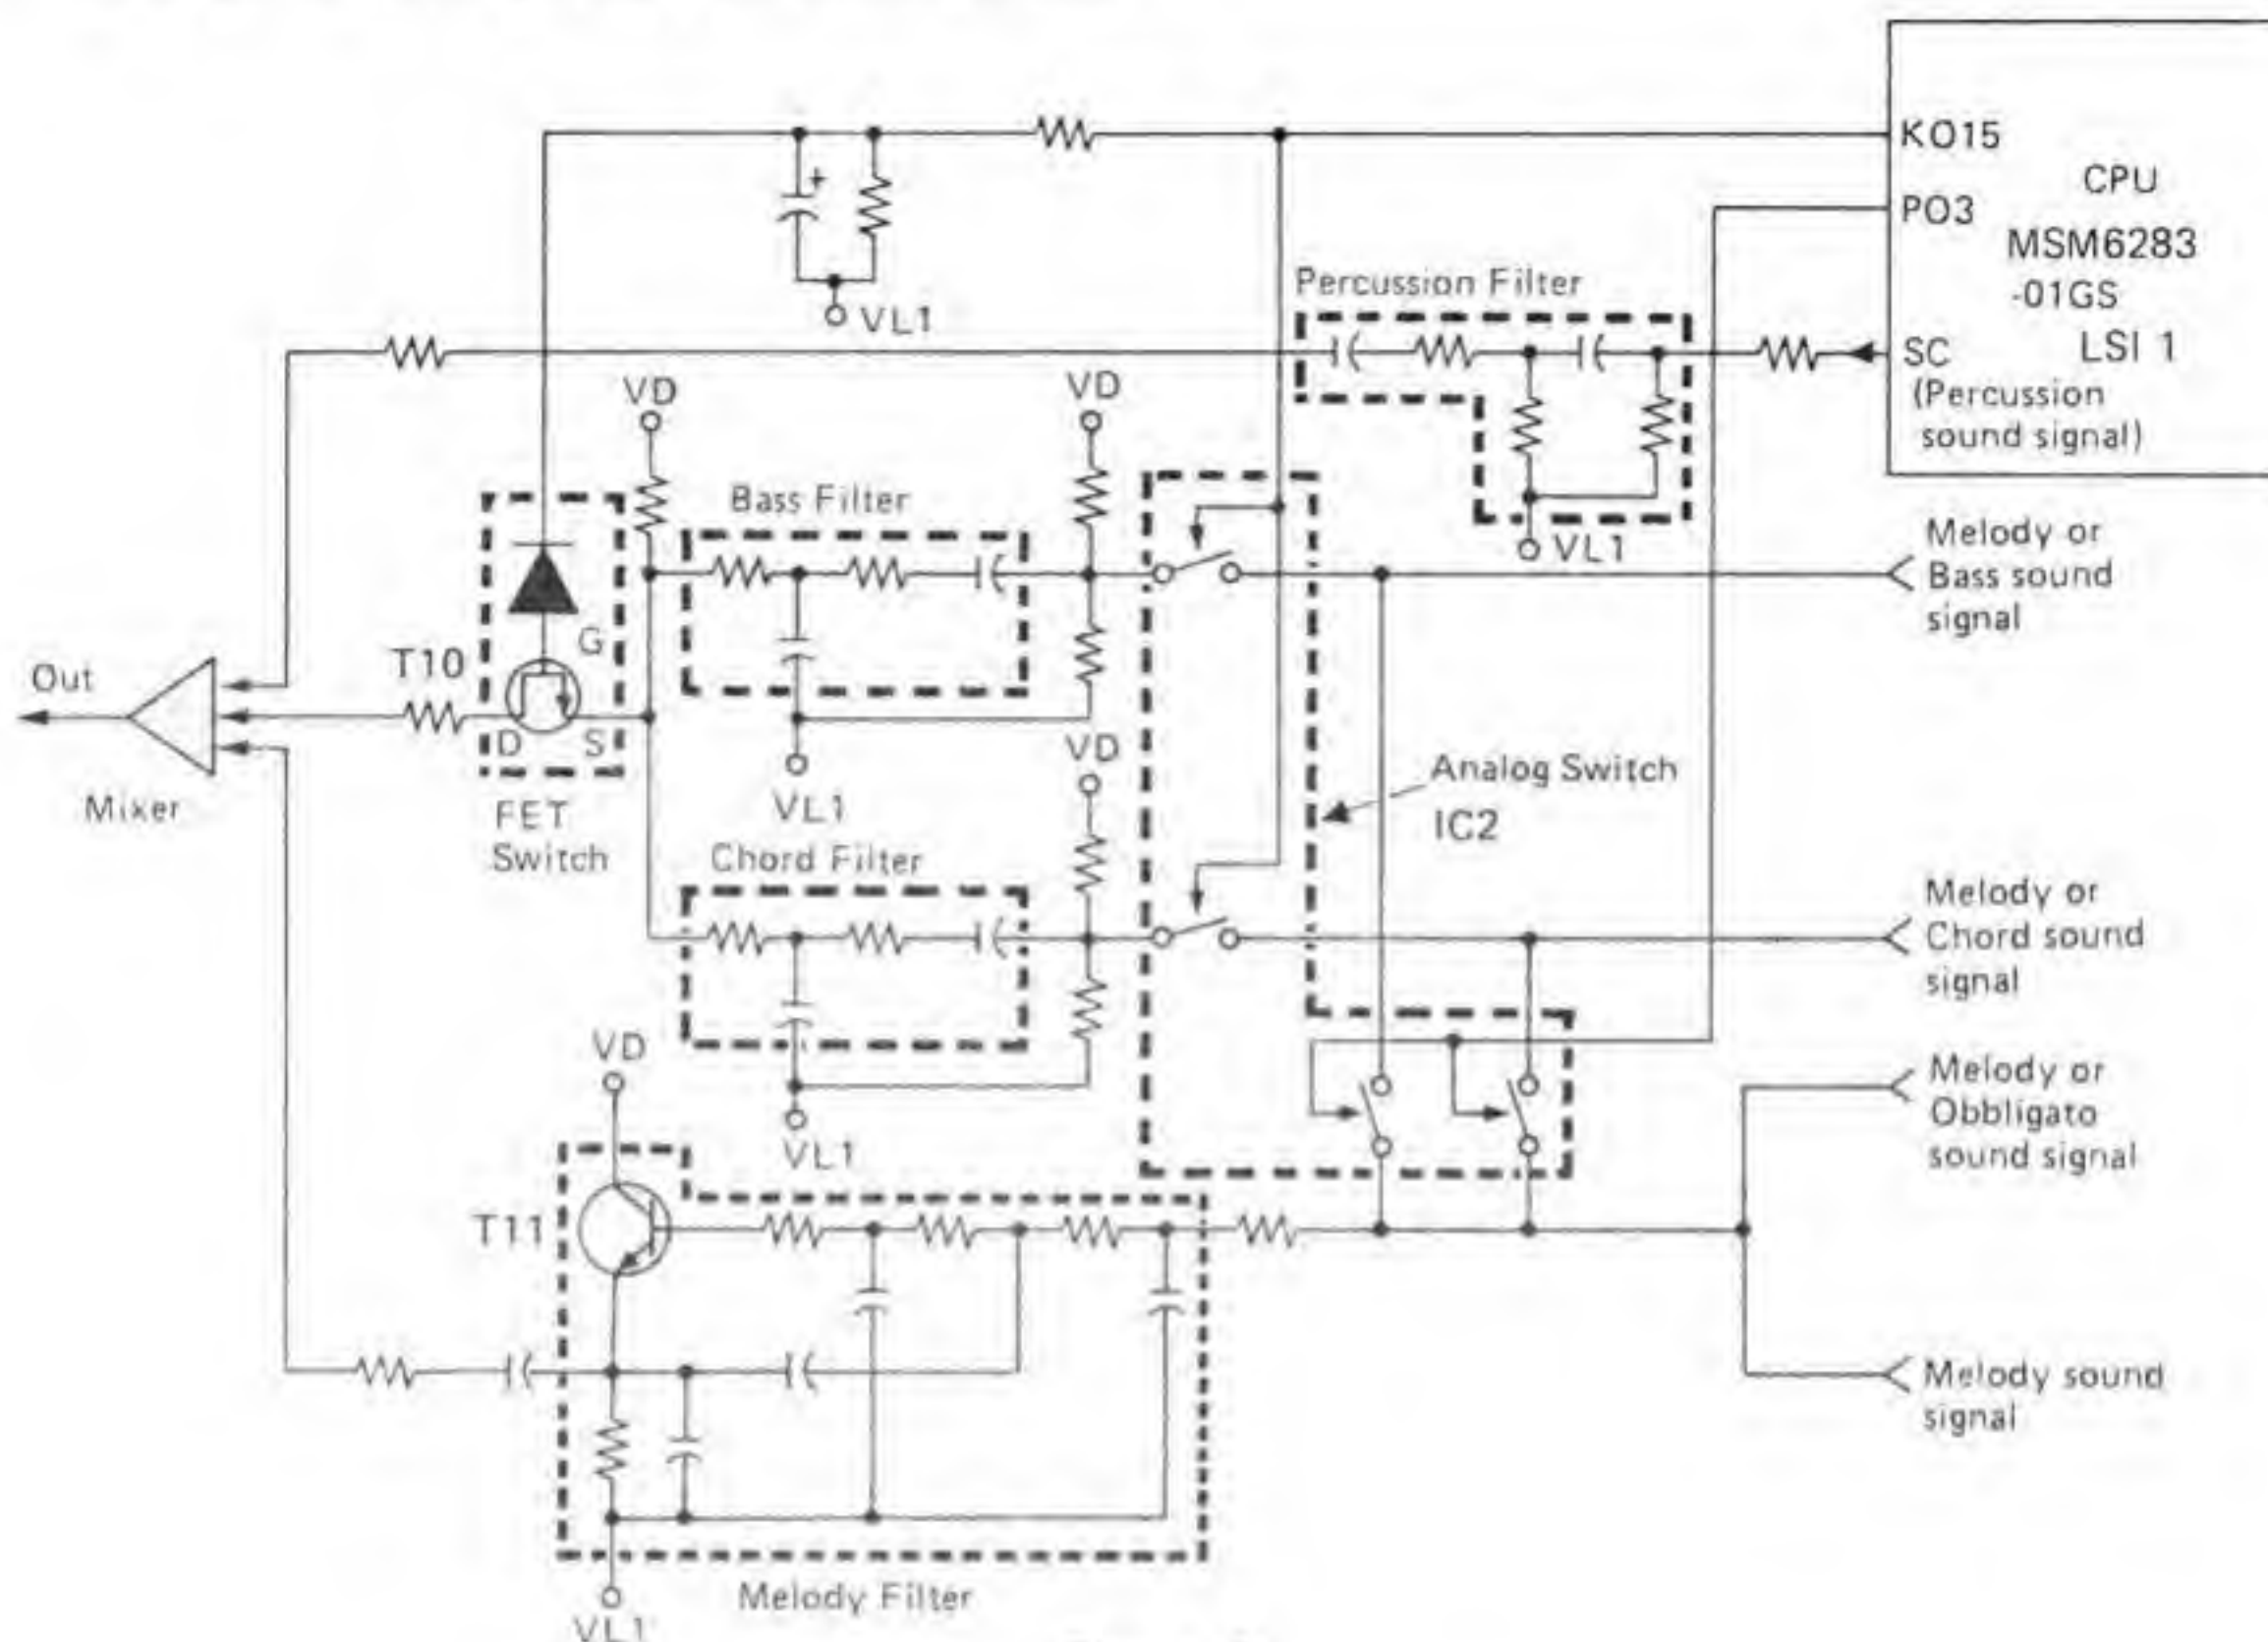 KO15
CPU
PO3
MSM6283
-01GS
LSI 1
SC
(Percussion
sound signal)
VL1
Percussion Filter
VD
VD
Bass Filter
VL1
Melody or
Bass sound
signal
Out
T10
G
D
S
Mixer
FET
Switch
VL1
VD
Analog Switch
IC2
Chord Filter
Melody or
Chord sound
signal
VD
VL1
Melody or
Obbligato
sound signal
T11
Melody sound
signal
Melody Filter
VL1